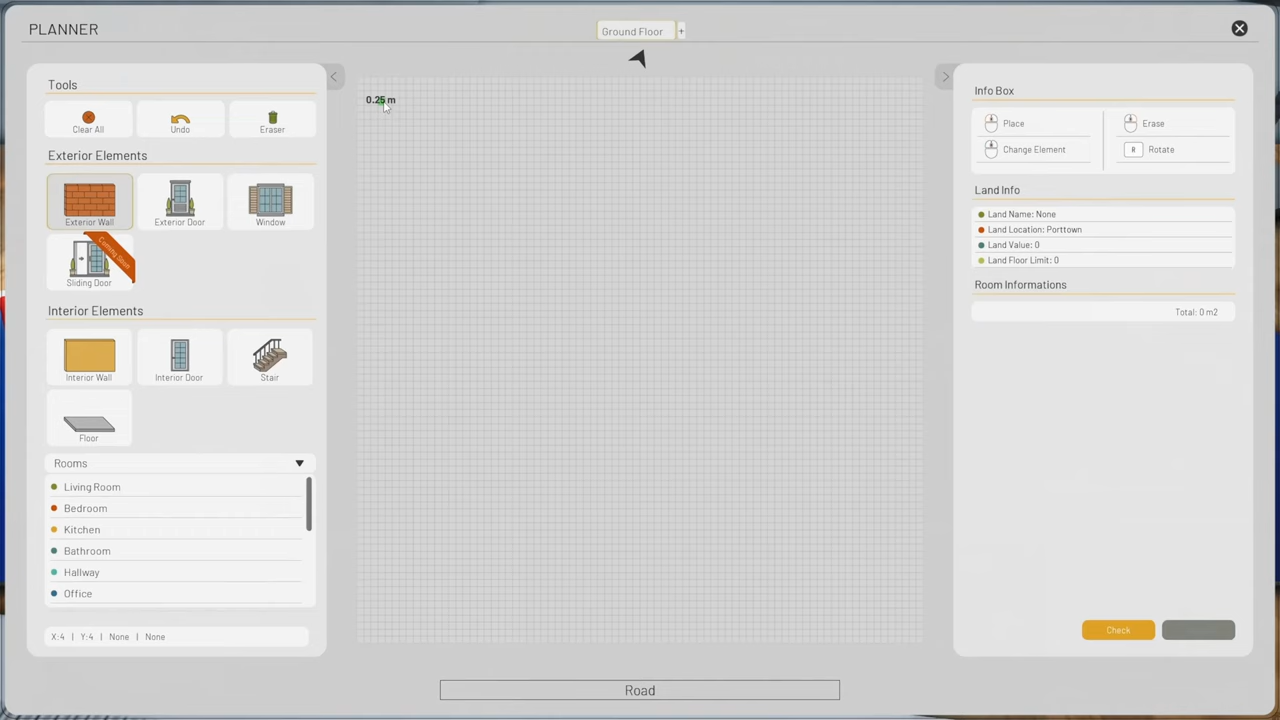 PLANNER
Ground Floor +
Tools
Clear All
Undo
Eraser
Exterior Elements
Exterior Wall
Exterior Door
Window
Coming Soon
Sliding Door
Interior Elements
Interior Wall
Interior Door
Stair
Floor
Rooms
Living Room
Bedroom
Kitchen
Bathroom
Hallway
Office
X:4 | Y:4 | None | None
0.25 m
Road
Info Box
Place
Erase
Change Element
R Rotate
Land Info
Land Name: None
Land Location: Porttown
Land Value: 0
Land Floor Limit: 0
Room Informations
Total: 0 m2
Check